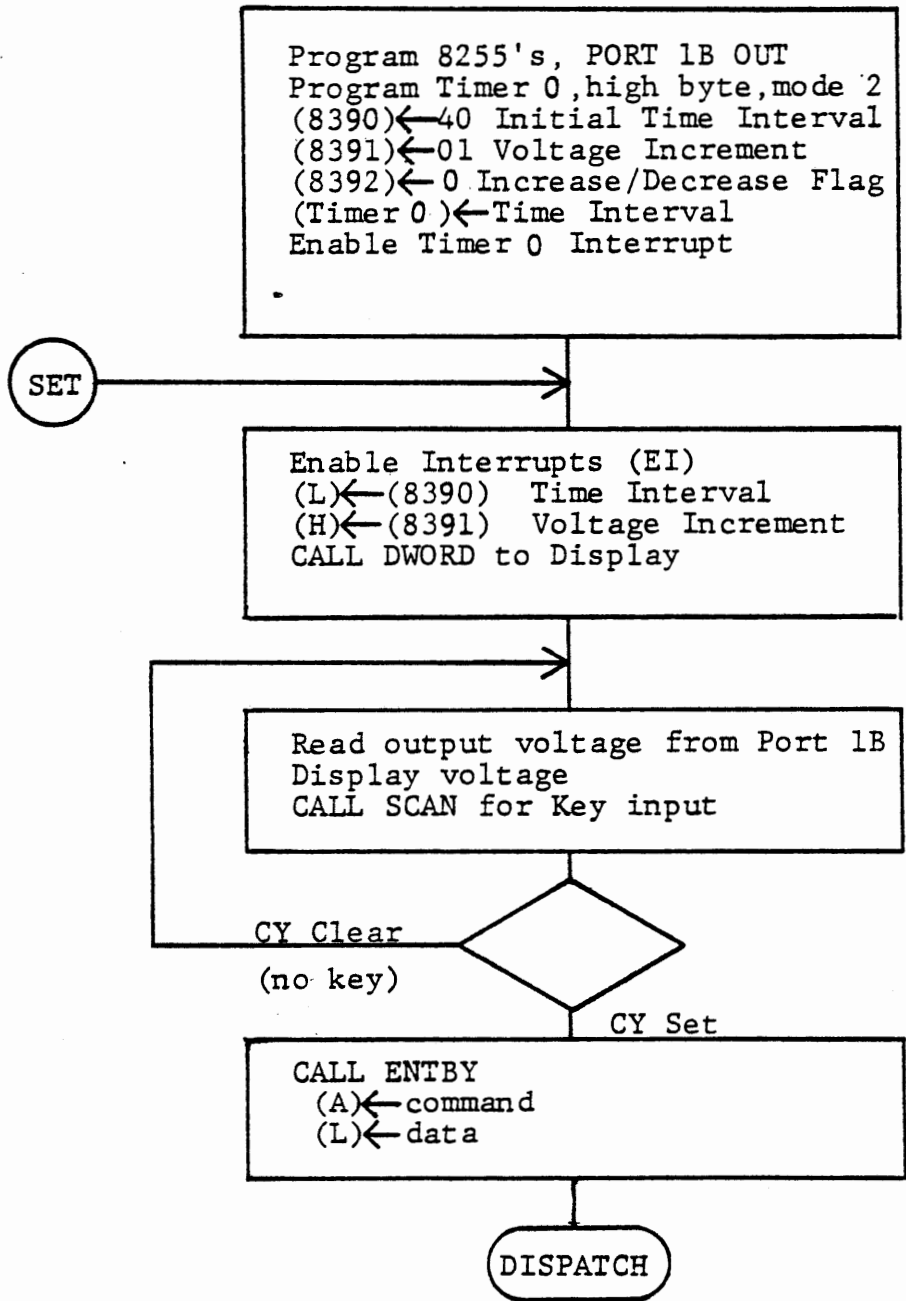 Program 8255's, PORT 1B OUT
Program Timer 0,high byte,mode 2
(8390)←40 Initial Time Interval
(8391)←01 Voltage Increment
(8392)←0 Increase/Decrease Flag
(Timer 0)←Time Interval
Enable Timer 0 Interrupt
SET
Enable Interrupts (EI)
(L)←(8390) Time Interval
(H)←(8391) Voltage Increment
CALL DWORD to Display
Read output voltage from Port 1B
Display voltage
CALL SCAN for Key input
CY Clear
(no key)
CY Set
CALL ENTBY
(A)←command
(L)←data
DISPATCH